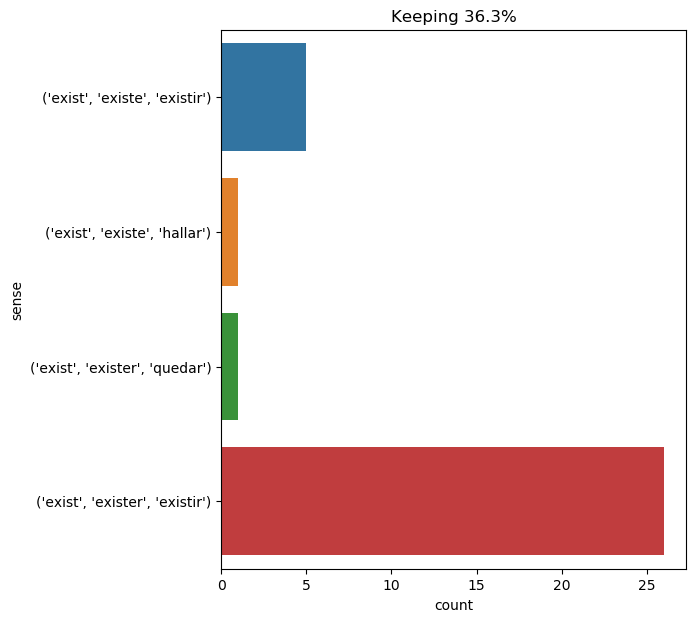 Keeping 36.3%
('exist', 'existe', 'existir')
('exist', 'existe', 'hallar')
sense
('exist', 'exister', 'quedar')
('exist', 'exister', 'existir')
0 5 10 15 20 25
count